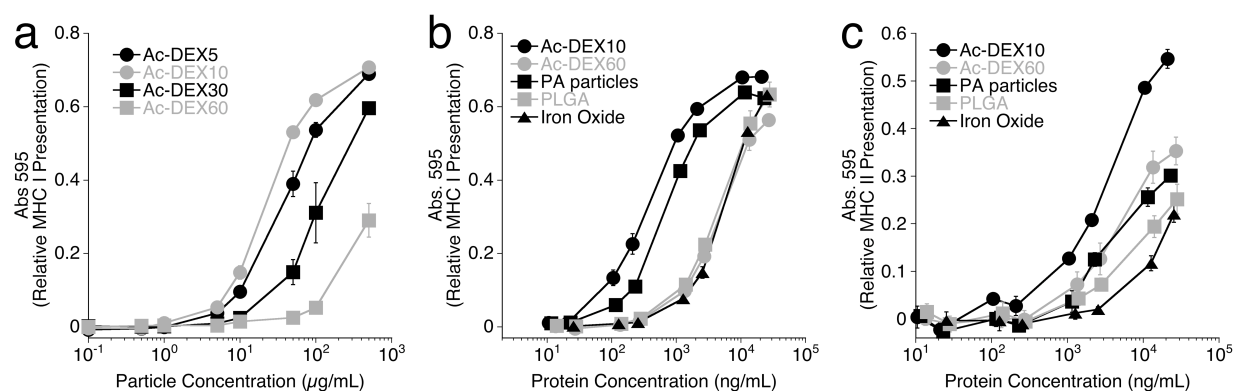 a
Ac-DEX5
Ac-DEX10
Ac-DEX30
Ac-DEX60
Abs. 595
(Relative MHC I Presentation)
0.8
0.6
0.4
0.2
0
10-1
100
101
102
103
Particle Concentration (µg/mL)
b
Ac-DEX10
Ac-DEX60
PA particles
PLGA
Iron Oxide
Abs. 595
(Relative MHC I Presentation)
0.8
0.6
0.4
0.2
0
101
102
103
104
105
Protein Concentration (ng/mL)
c
Ac-DEX10
Ac-DEX60
PA particles
PLGA
Iron Oxide
Abs. 595
(Relative MHC II Presentation)
0.6
0.5
0.4
0.3
0.2
0.1
0
101
102
103
104
105
Protein Concentration (ng/mL)